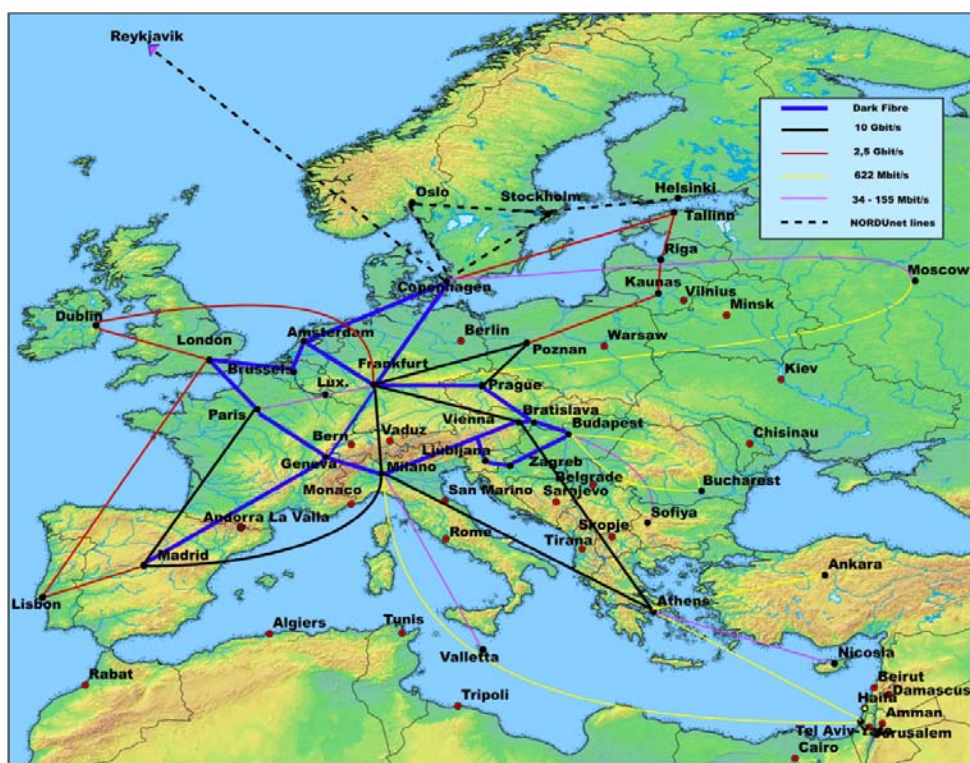 Reykjavik
Dark Fibre
10 Gbit/s
2,5 Gbit/s
622 Mbit/s
34 - 155 Mbit/s
NORDUnet lines
Oslo
Stockholm
Helsinki
Tallinn
Riga
Moscow
Copenhagen
Kaunas
Vilnius
Minsk
Dublin
Amsterdam
Berlin
Warsaw
Poznan
London
Brussels
Frankfurt
Lux.
Prague
Kiev
Paris
Vienna
Bratislava
Budapest
Bern
Vaduz
Chisinau
Geneva
Milano
Ljubljana
Zagreb
Belgrade
Bucharest
Monaco
San Marino
Sarajevo
Sofiya
Andorra La Valla
Rome
Skopje
Tirana
Madrid
Ankara
Lisbon
Athens
Algiers
Tunis
Valletta
Nicosia
Rabat
Beirut
Damascus
Haifa
Tripoli
Amman
Tel Aviv-Yafo
Jerusalem
Cairo